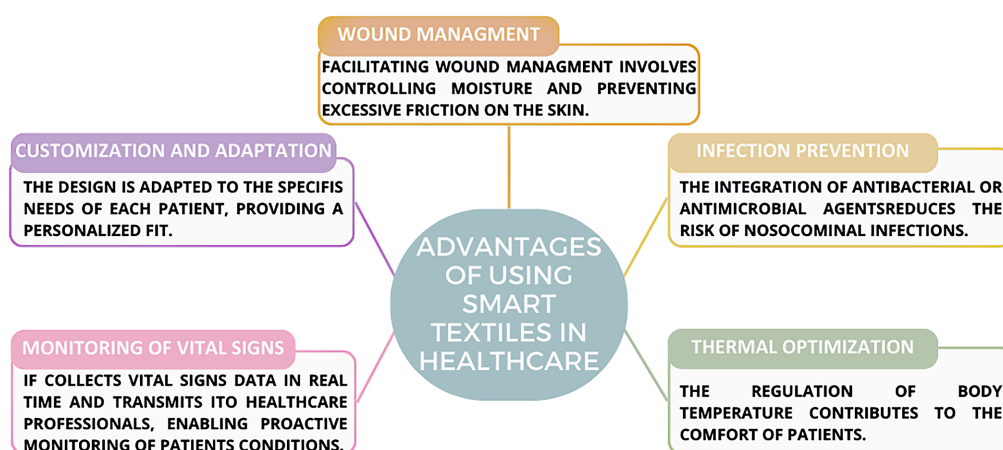 WOUND MANAGMENT
FACILITATING WOUND MANAGMENT INVOLVES
CONTROLLING MOISTURE AND PREVENTING
EXCESSIVE FRICTION ON THE SKIN.
CUSTOMIZATION AND ADAPTATION
THE DESIGN IS ADAPTED TO THE SPECIFIS
NEEDS OF EACH PATIENT, PROVIDING A
PERSONALIZED FIT.
INFECTION PREVENTION
THE INTEGRATION OF ANTIBACTERIAL OR
ANTIMICROBIAL AGENTSREDUCES THE
RISK OF NOSOCOMINAL INFECTIONS.
ADVANTAGES
OF USING
SMART
TEXTILES IN
HEALTHCARE
MONITORING OF VITAL SIGNS
IF COLLECTS VITAL SIGNS DATA IN REAL
TIME AND TRANSMITS ITO HEALTHCARE
PROFESSIONALS, ENABLING PROACTIVE
MONITORING OF PATIENTS CONDITIONS.
THERMAL OPTIMIZATION
THE REGULATION OF BODY
TEMPERATURE CONTRIBUTES TO THE
COMFORT OF PATIENTS.